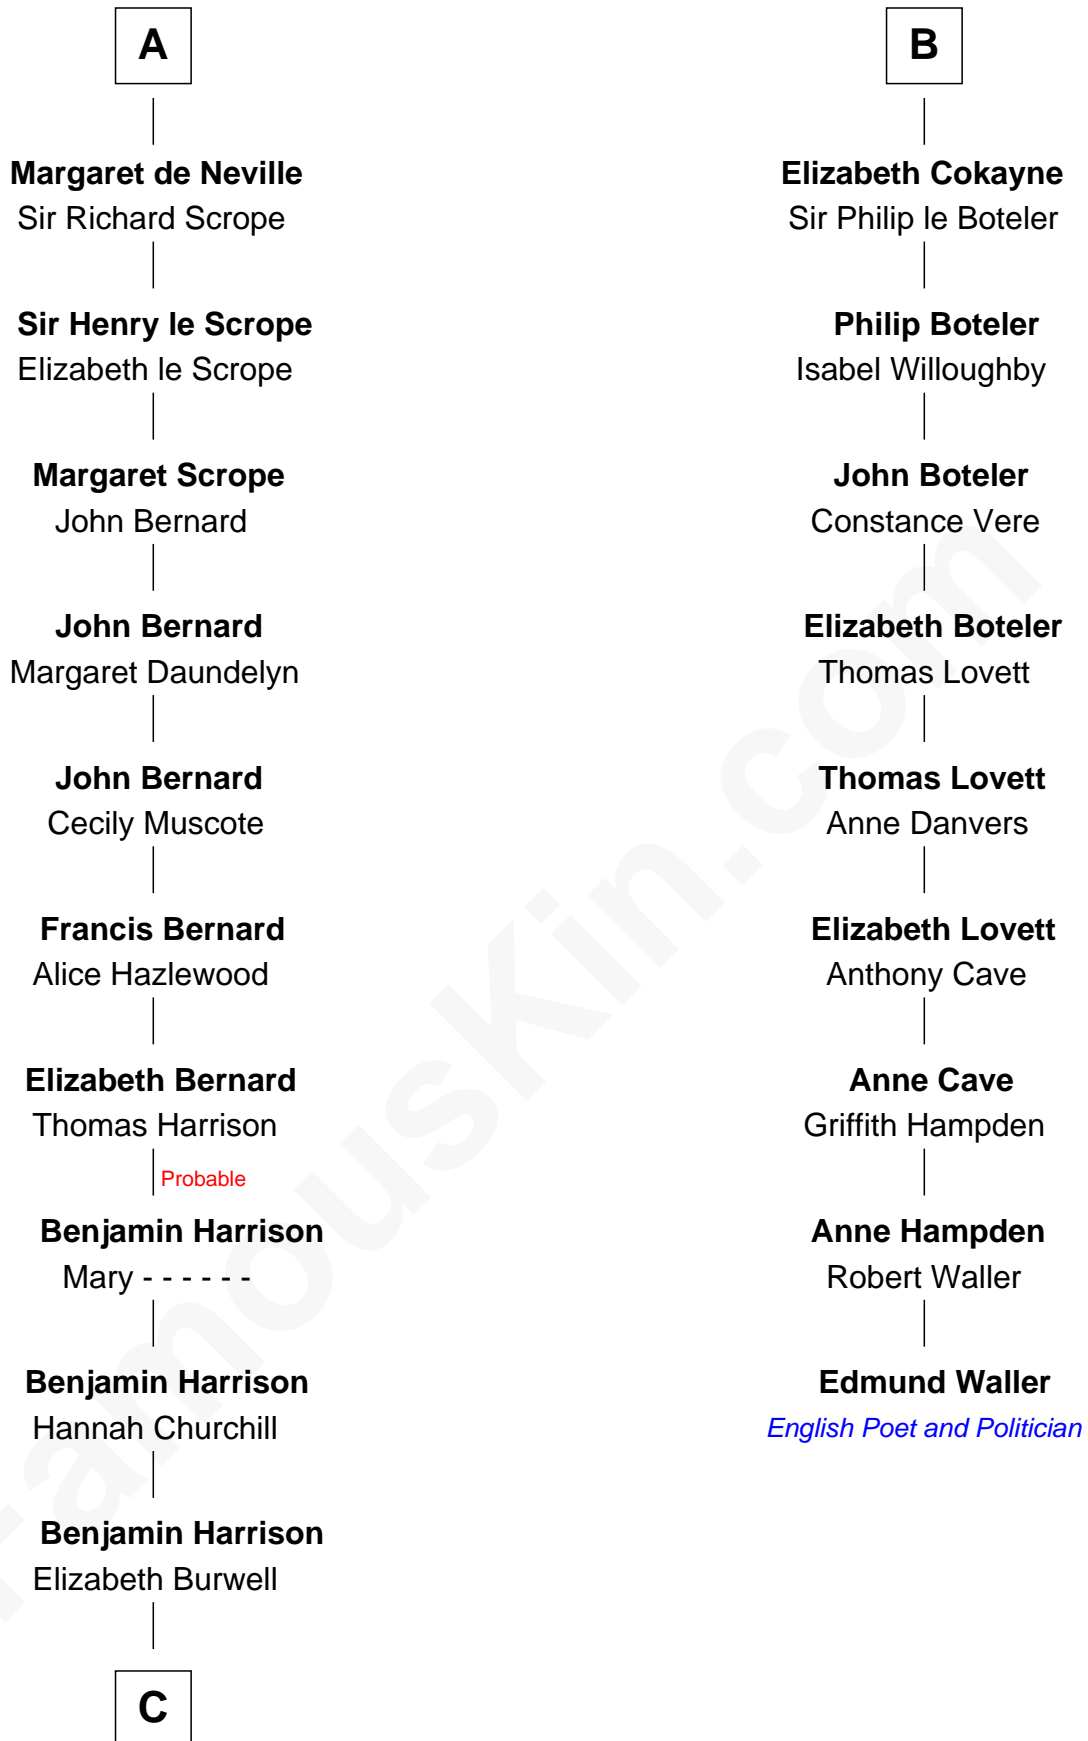 A
Margaret de Neville
Sir Richard Scrope
Sir Henry le Scrope
Elizabeth le Scrope
Margaret Scrope
John Bernard
John Bernard
Margaret Daundelyn
John Bernard
Cecily Muscote
Francis Bernard
Alice Hazlewood
Elizabeth Bernard
Thomas Harrison
Probable
Benjamin Harrison
Mary - - - - - -
Benjamin Harrison
Hannah Churchill
Benjamin Harrison
Elizabeth Burwell
C
B
Elizabeth Cokayne
Sir Philip le Boteler
Philip Boteler
Isabel Willoughby
John Boteler
Constance Vere
Elizabeth Boteler
Thomas Lovett
Thomas Lovett
Anne Danvers
Elizabeth Lovett
Anthony Cave
Anne Cave
Griffith Hampden
Anne Hampden
Robert Waller
Edmund Waller
English Poet and Politician
FamousKin.com